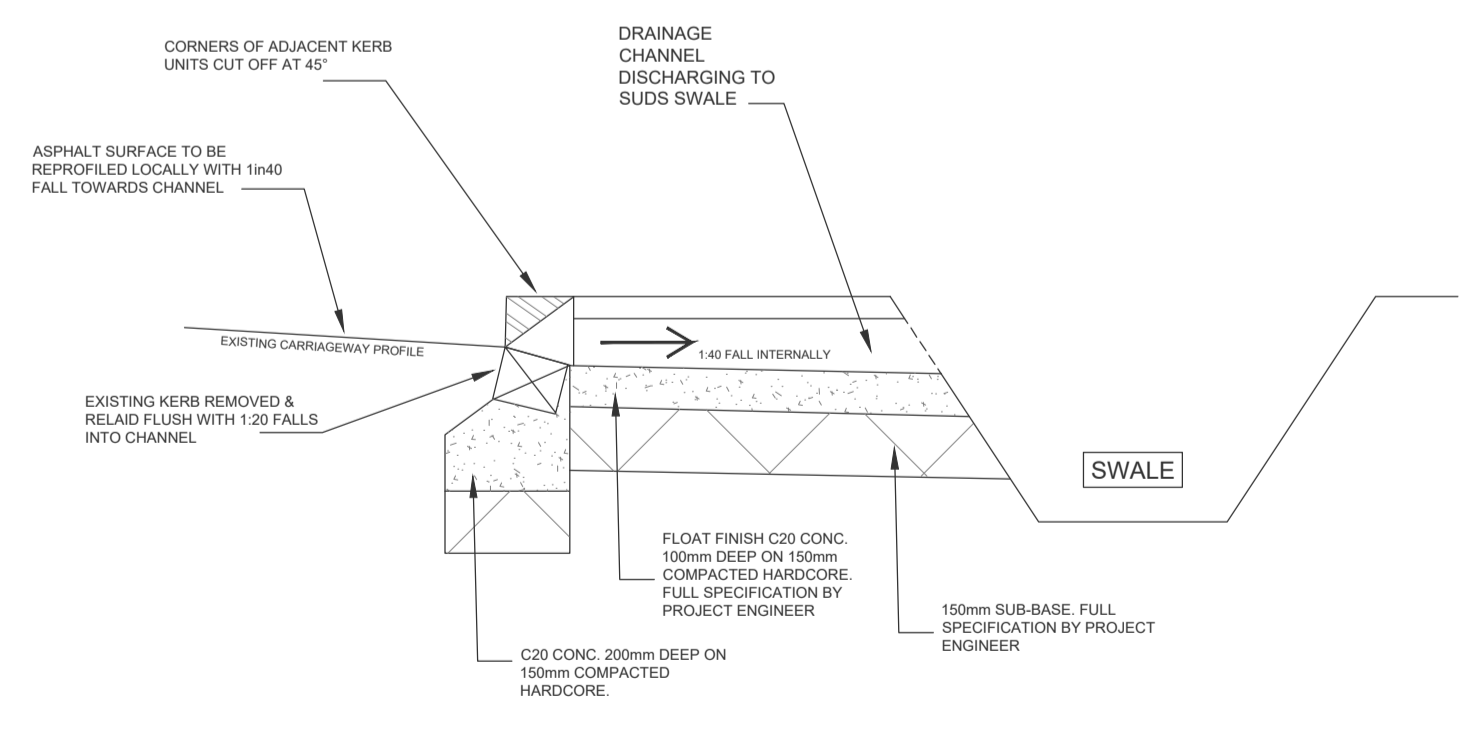 DRAINAGE
CHANNEL
DISCHARGING TO
SUDS SWALE
CORNERS OF ADJACENT KERB
UNITS CUT OFF AT 45°
ASPHALT SURFACE TO BE
REPROFILED LOCALLY WITH 1in40
FALL TOWARDS CHANNEL
EXISTING CARRIAGEWAY PROFILE
1:40 FALL INTERNALLY
EXISTING KERB REMOVED &
RELAID FLUSH WITH 1:20 FALLS
INTO CHANNEL
SWALE
FLOAT FINISH C20 CONC.
100mm DEEP ON 150mm
COMPACTED HARDCORE.
FULL SPECIFICATION BY
PROJECT ENGINEER
150mm SUB-BASE. FULL
SPECIFICATION BY PROJECT
ENGINEER
C20 CONC. 200mm DEEP ON
150mm COMPACTED
HARDCORE.